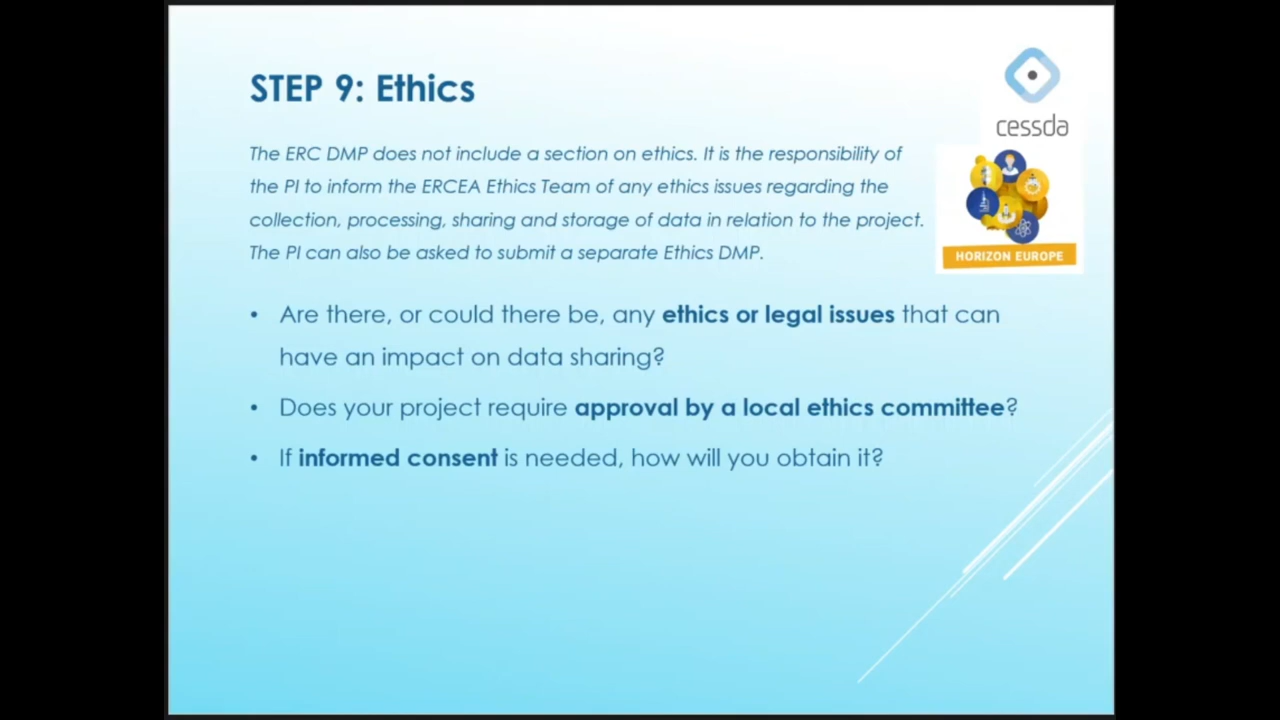 STEP 9: Ethics
cessda
The ERC DMP does not include a section on ethics. It is the responsibility of
the PI to inform the ERCEA Ethics Team of any ethics issues regarding the
collection, processing, sharing and storage of data in relation to the project.
The PI can also be asked to submit a separate Ethics DMP.
HORIZON EUROPE
• Are there, or could there be, any ethics or legal issues that can
have an impact on data sharing?
• Does your project require approval by a local ethics committee?
• If informed consent is needed, how will you obtain it?